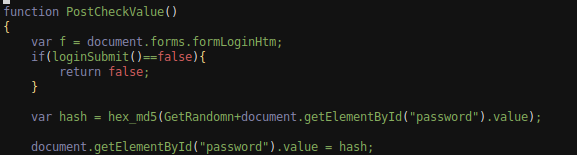 function PostCheckValue()
{
var f = document.forms.formLoginHtm;
if(loginSubmit()==false){
return false;
}
var hash = hex_md5(GetRandomn+document.getElementById("password").value);
document.getElementById("password").value = hash;